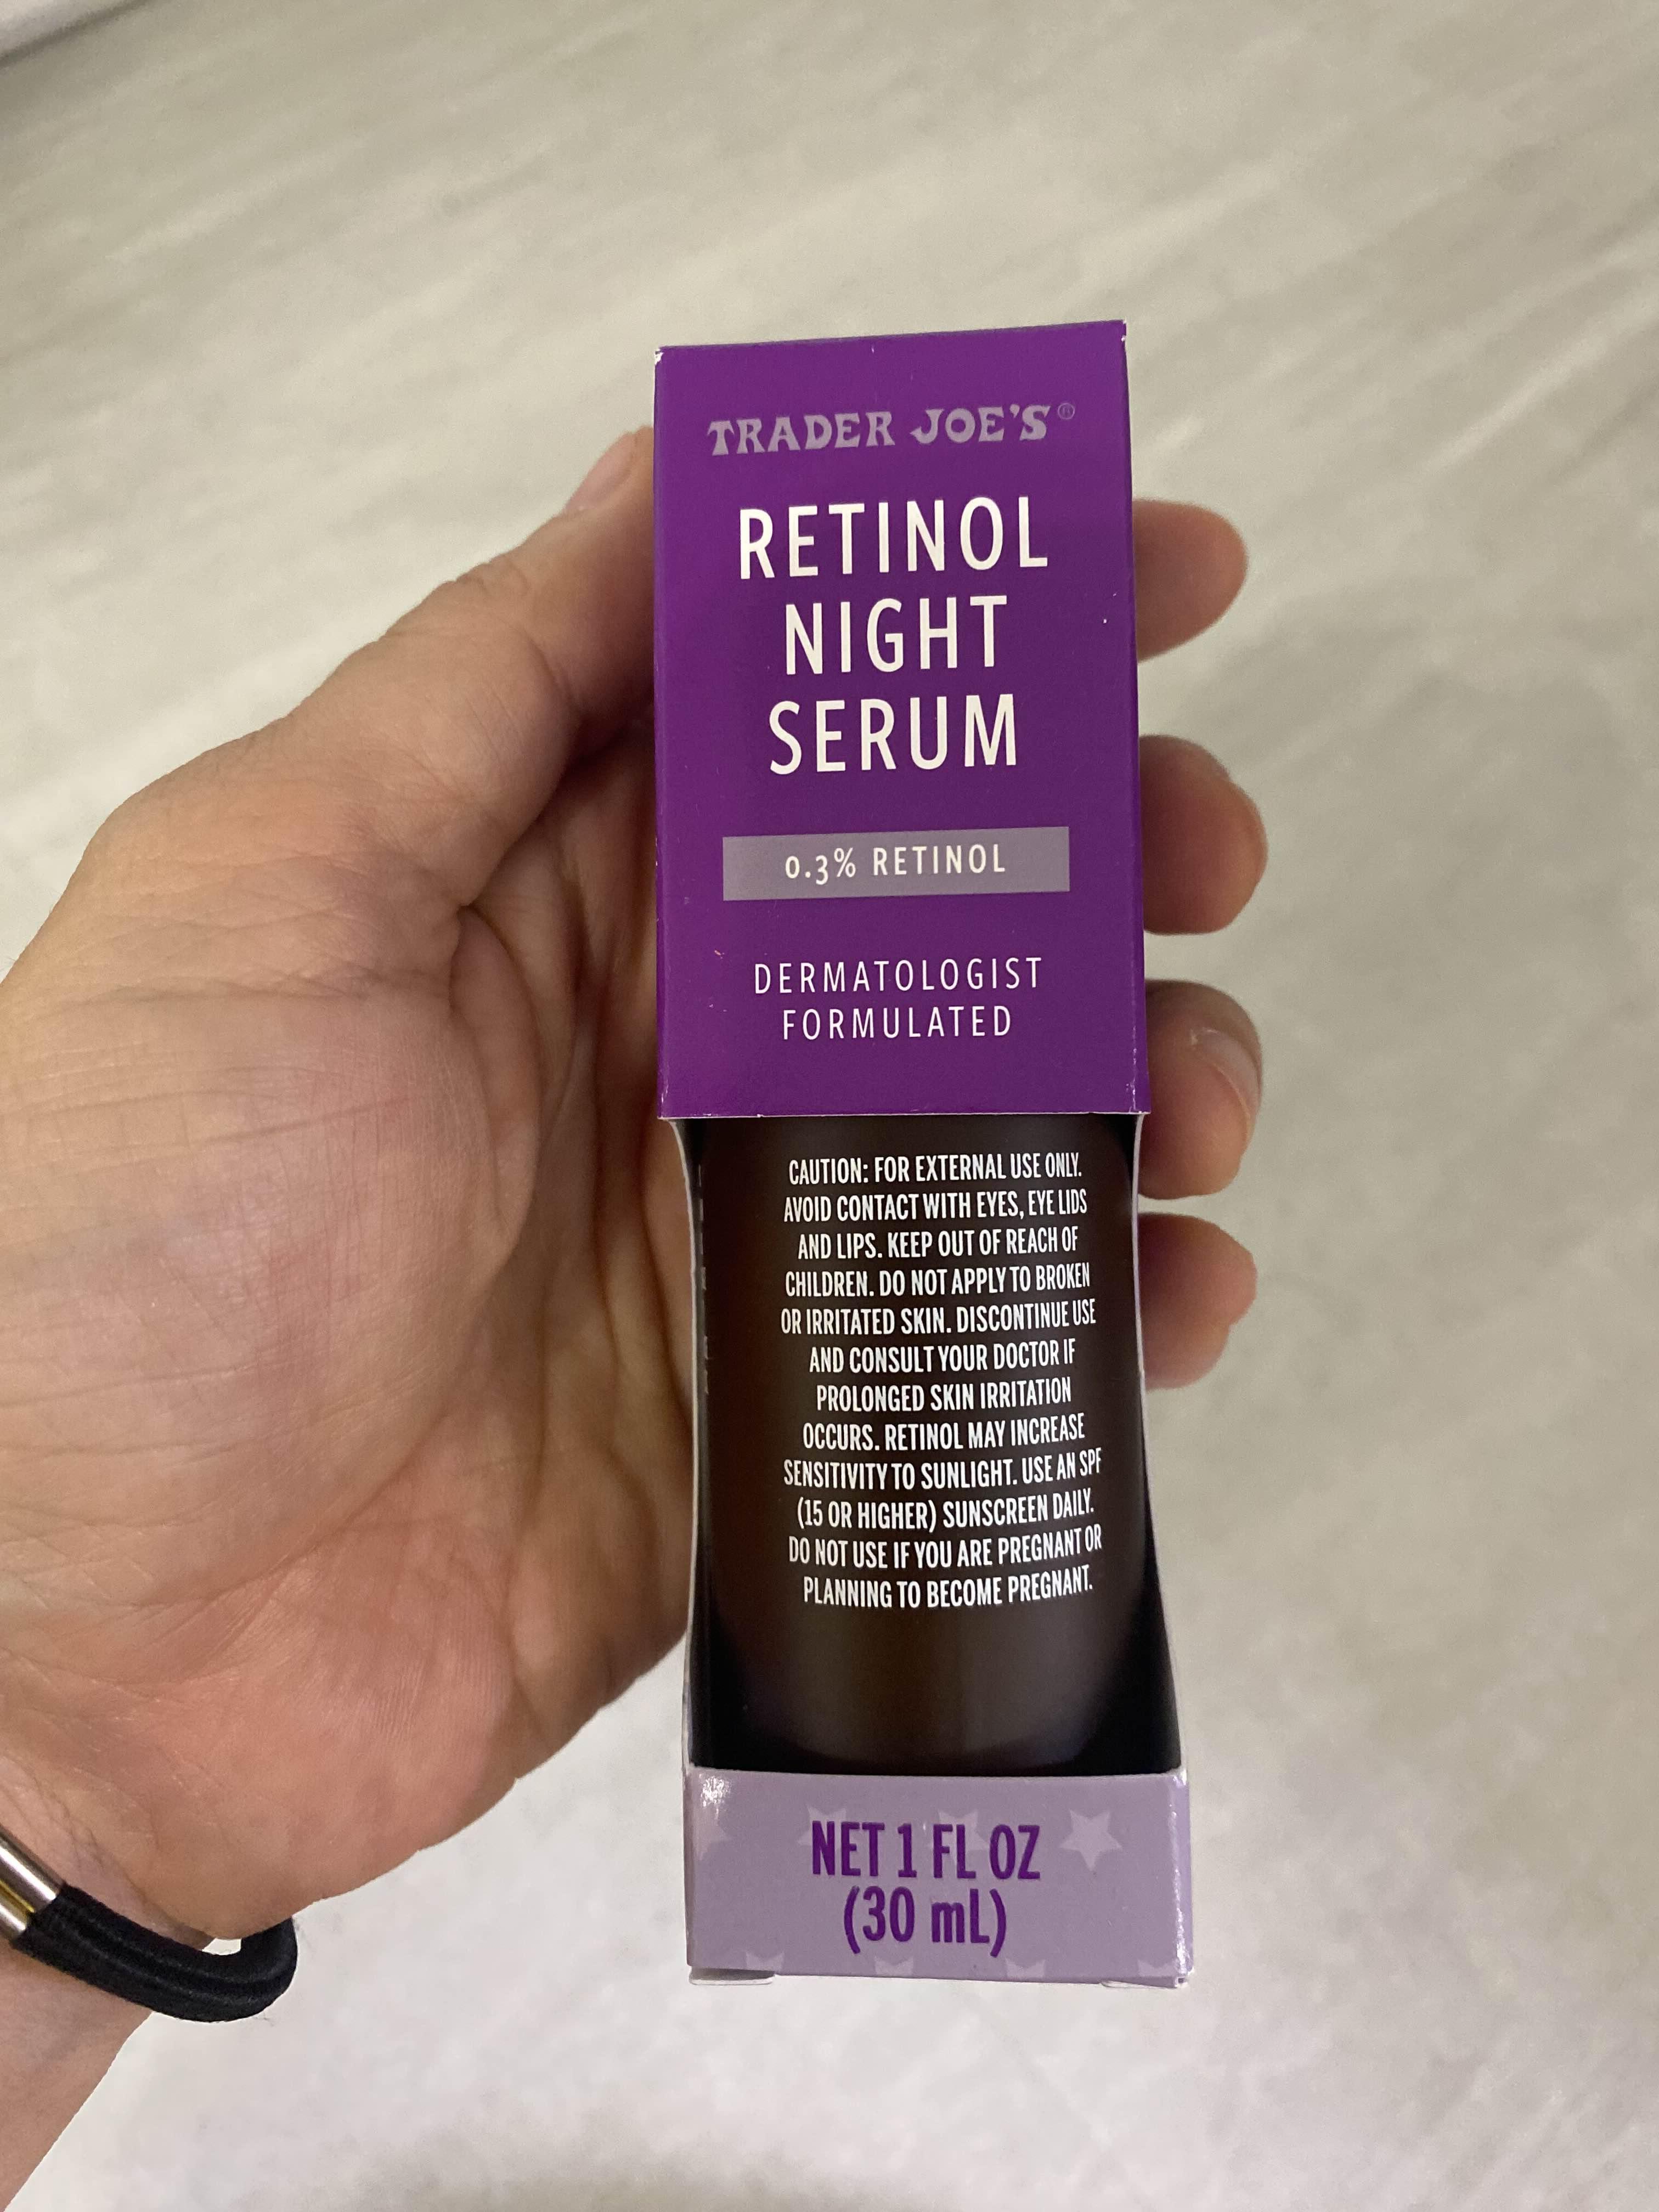 TRADER JOE'S®
RETINOL
NIGHT
SERUM
0.3% RETINOL
DERMATOLOGIST
FORMULATED
CAUTION: FOR EXTERNAL USE ONLY.
AVOID CONTACT WITH EYES, EYE LIDS
AND LIPS. KEEP OUT OF REACH OF
CHILDREN. DO NOT APPLY TO BROKEN
OR IRRITATED SKIN. DISCONTINUE USE
AND CONSULT YOUR DOCTOR IF
PROLONGED SKIN IRRITATION
OCCURS. RETINOL MAY INCREASE
SENSITIVITY TO SUNLIGHT. USE AN SPF
(15 OR HIGHER) SUNSCREEN DAILY.
DO NOT USE IF YOU ARE PREGNANT OR
PLANNING TO BECOME PREGNANT.
NET 1 FL OZ
(30 mL)